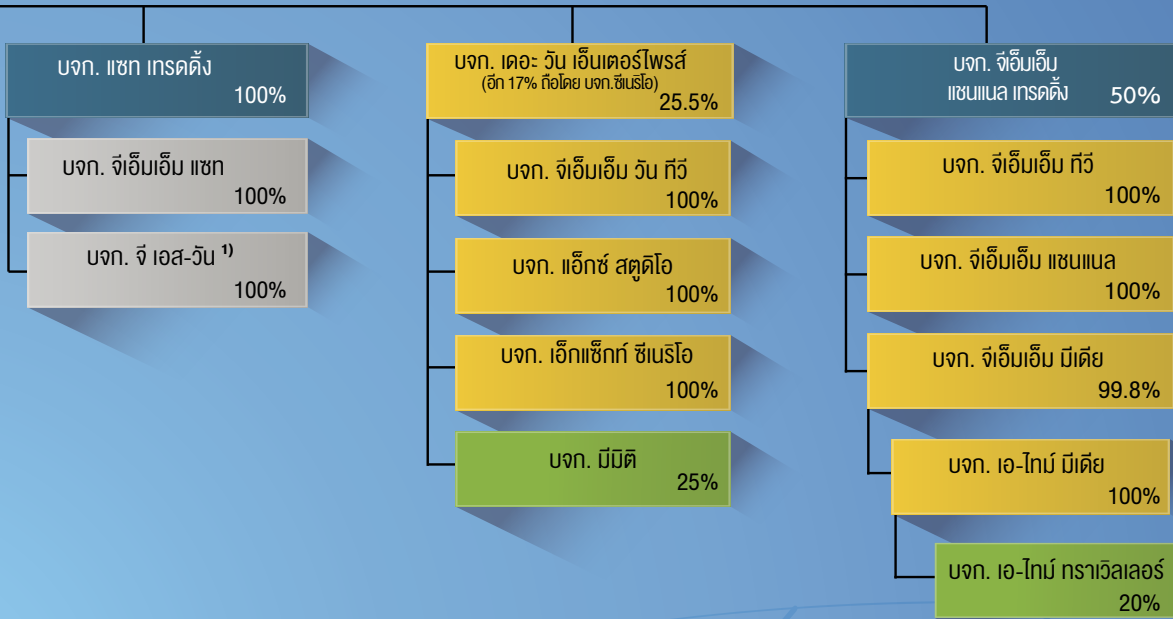 บจก. แซท เทรดดิ้ง
100%
บจก. จีเอ็มเอ็ม แซท
100%
บจก. จี เอส-วัน ¹⁾
100%
บจก. เดอะ วัน เอ็นเตอร์ไพรส์
(อีก 17% ถือโดย บจก.ซีเนริโอ)
25.5%
บจก. จีเอ็มเอ็ม วัน ทีวี
100%
บจก. แอ็กซ์ สตูดิโอ
100%
บจก. เอ็กแซ็กท์ ซีเนริโอ
100%
บจก. มีมิติ
25%
บจก. จีเอ็มเอ็ม
แชนแนล เทรดดิ้ง 50%
บจก. จีเอ็มเอ็ม ทีวี
100%
บจก. จีเอ็มเอ็ม แชนแนล
100%
บจก. จีเอ็มเอ็ม มีเดีย
99.8%
บจก. เอ-ไทม์ มีเดีย
100%
บจก. เอ-ไทม์ ทราเวิลเลอร์
20%